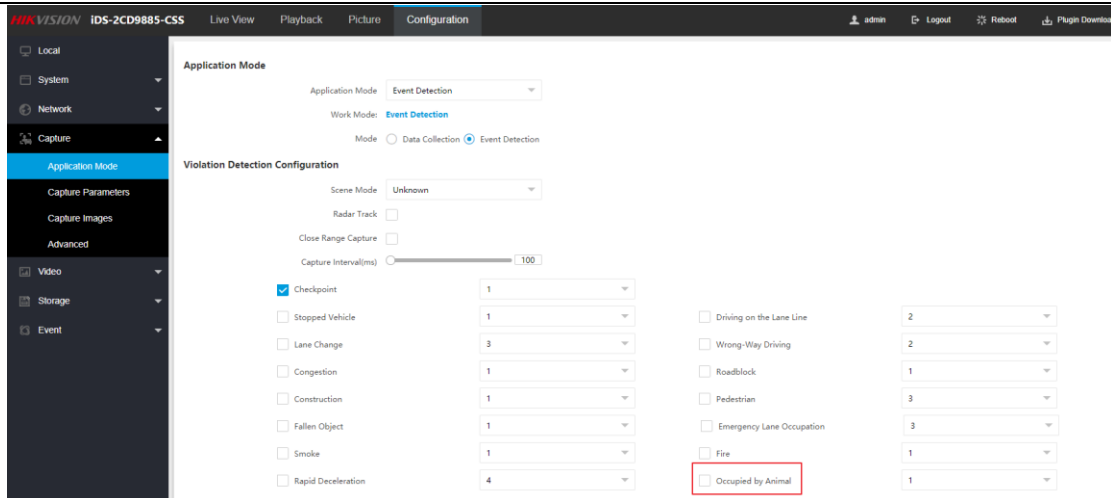 HIKVISION iDS-2CD9885-CSS Live View Playback Picture Configuration admin Logout Reboot Plugin Downloa
Local
System
Network
Capture
Application Mode
Capture Parameters
Capture Images
Advanced
Video
Storage
Event
Application Mode
Application Mode Event Detection
Work Mode: Event Detection
Mode Data Collection Event Detection
Violation Detection Configuration
Scene Mode Unknown
Radar Track
Close Range Capture
Capture Interval(ms) 100
Checkpoint 1
Stopped Vehicle 1 Driving on the Lane Line 2
Lane Change 3 Wrong-Way Driving 2
Congestion 1 Roadblock 1
Construction 1 Pedestrian 3
Fallen Object 1 Emergency Lane Occupation 3
Smoke 1 Fire 1
Rapid Deceleration 4 Occupied by Animal 1